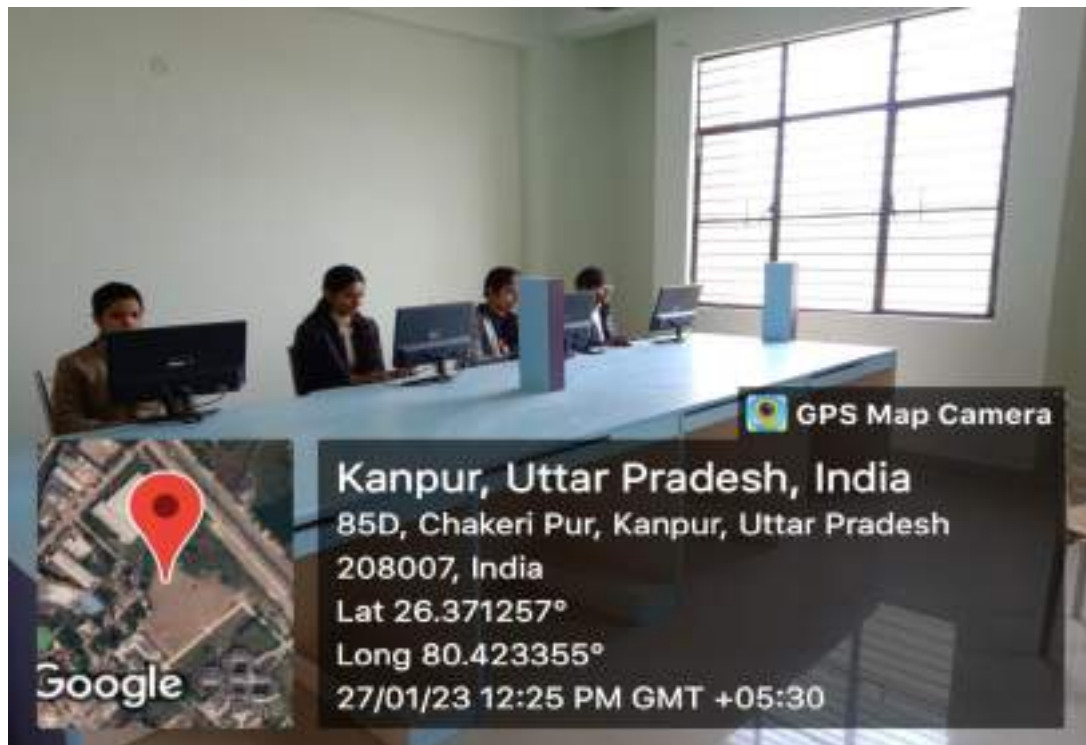 GPS Map Camera
Kanpur, Uttar Pradesh, India
85D, Chakeri Pur, Kanpur, Uttar Pradesh
208007, India
Lat 26.371257°
Long 80.423355°
27/01/23 12:25 PM GMT +05:30
Google